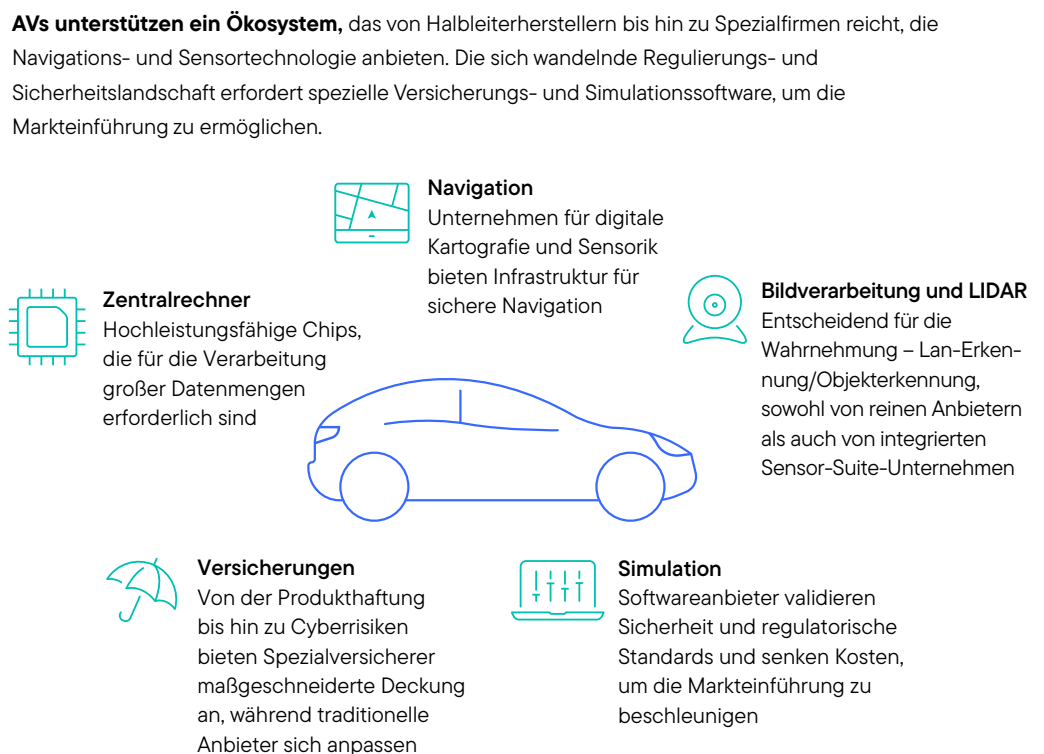 AVs unterstützen ein Ökosystem, das von Halbleiterherstellern bis hin zu Spezialfirmen reicht, die
Navigations- und Sensortechnologie anbieten. Die sich wandelnde Regulierungs- und
Sicherheitslandschaft erfordert spezielle Versicherungs- und Simulationssoftware, um die
Markteinführung zu ermöglichen.
Navigation
Unternehmen für digitale
Kartografie und Sensorik
bieten Infrastruktur für
sichere Navigation
Zentralrechner
Hochleistungsfähige Chips,
die für die Verarbeitung
großer Datenmengen
erforderlich sind
Bildverarbeitung und LIDAR
Entscheidend für die
Wahrnehmung – Lan-Erken-
nung/Objekterkennung,
sowohl von reinen Anbietern
als auch von integrierten
Sensor-Suite-Unternehmen
Versicherungen
Von der Produkthaftung
bis hin zu Cyberrisiken
bieten Spezialversicherer
maßgeschneiderte Deckung
an, während traditionelle
Anbieter sich anpassen
Simulation
Softwareanbieter validieren
Sicherheit und regulatorische
Standards und senken Kosten,
um die Markteinführung zu
beschleunigen